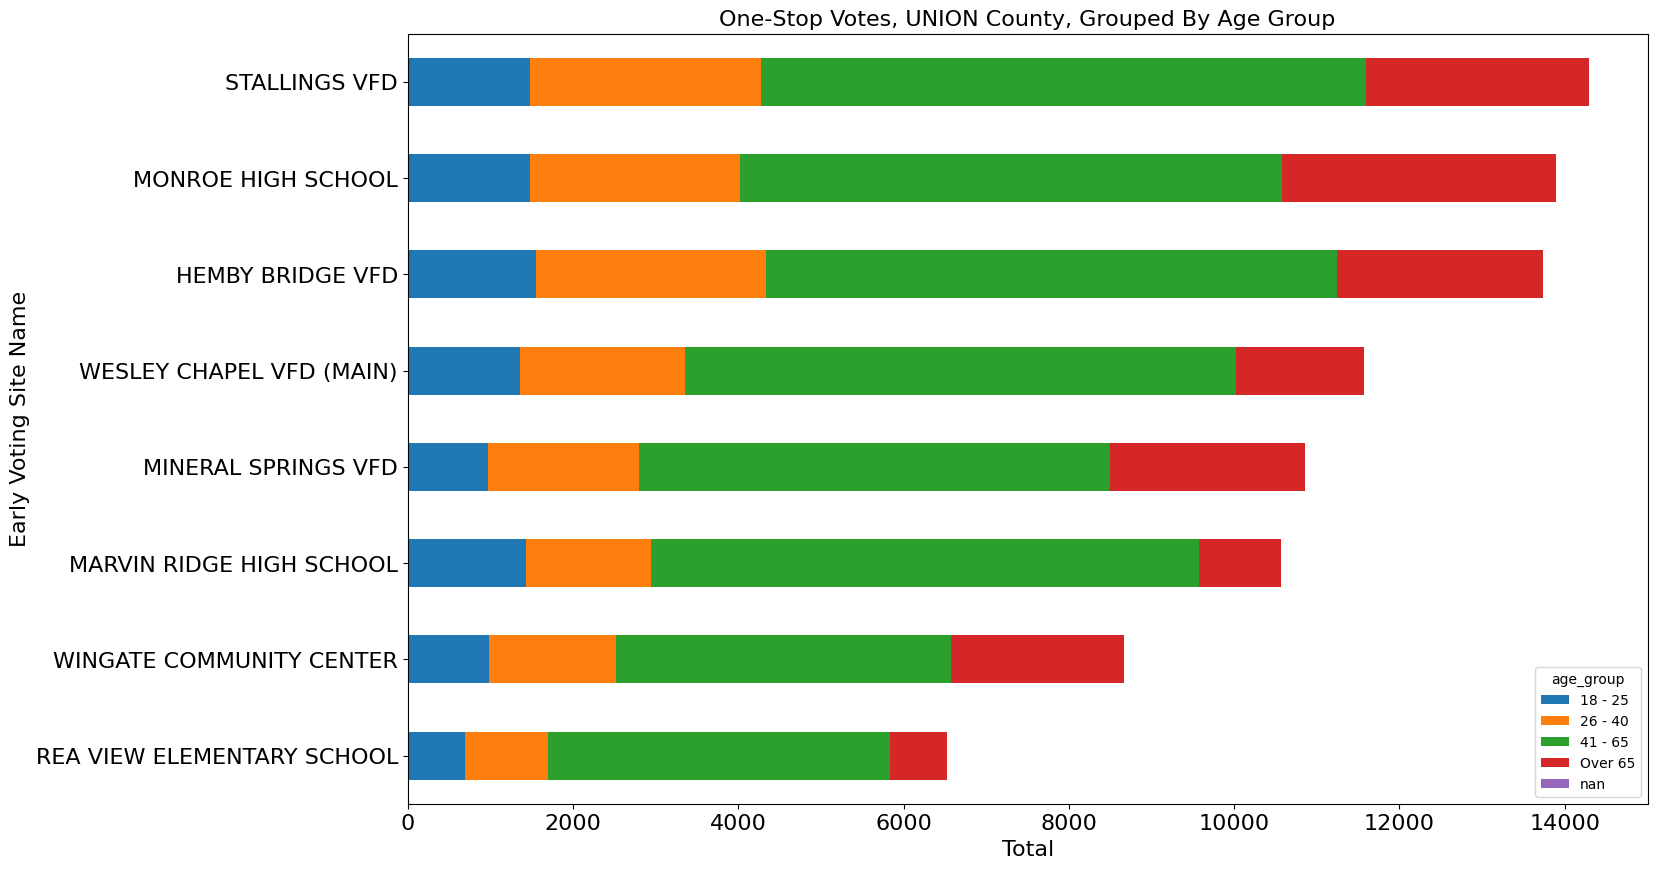 One-Stop Votes, UNION County, Grouped By Age Group
Early Voting Site Name
STALLINGS VFD
MONROE HIGH SCHOOL
HEMBY BRIDGE VFD
WESLEY CHAPEL VFD (MAIN)
MINERAL SPRINGS VFD
MARVIN RIDGE HIGH SCHOOL
WINGATE COMMUNITY CENTER
REA VIEW ELEMENTARY SCHOOL
age_group
18 - 25
26 - 40
41 - 65
Over 65
nan
0 2000 4000 6000 8000 10000 12000 14000
Total